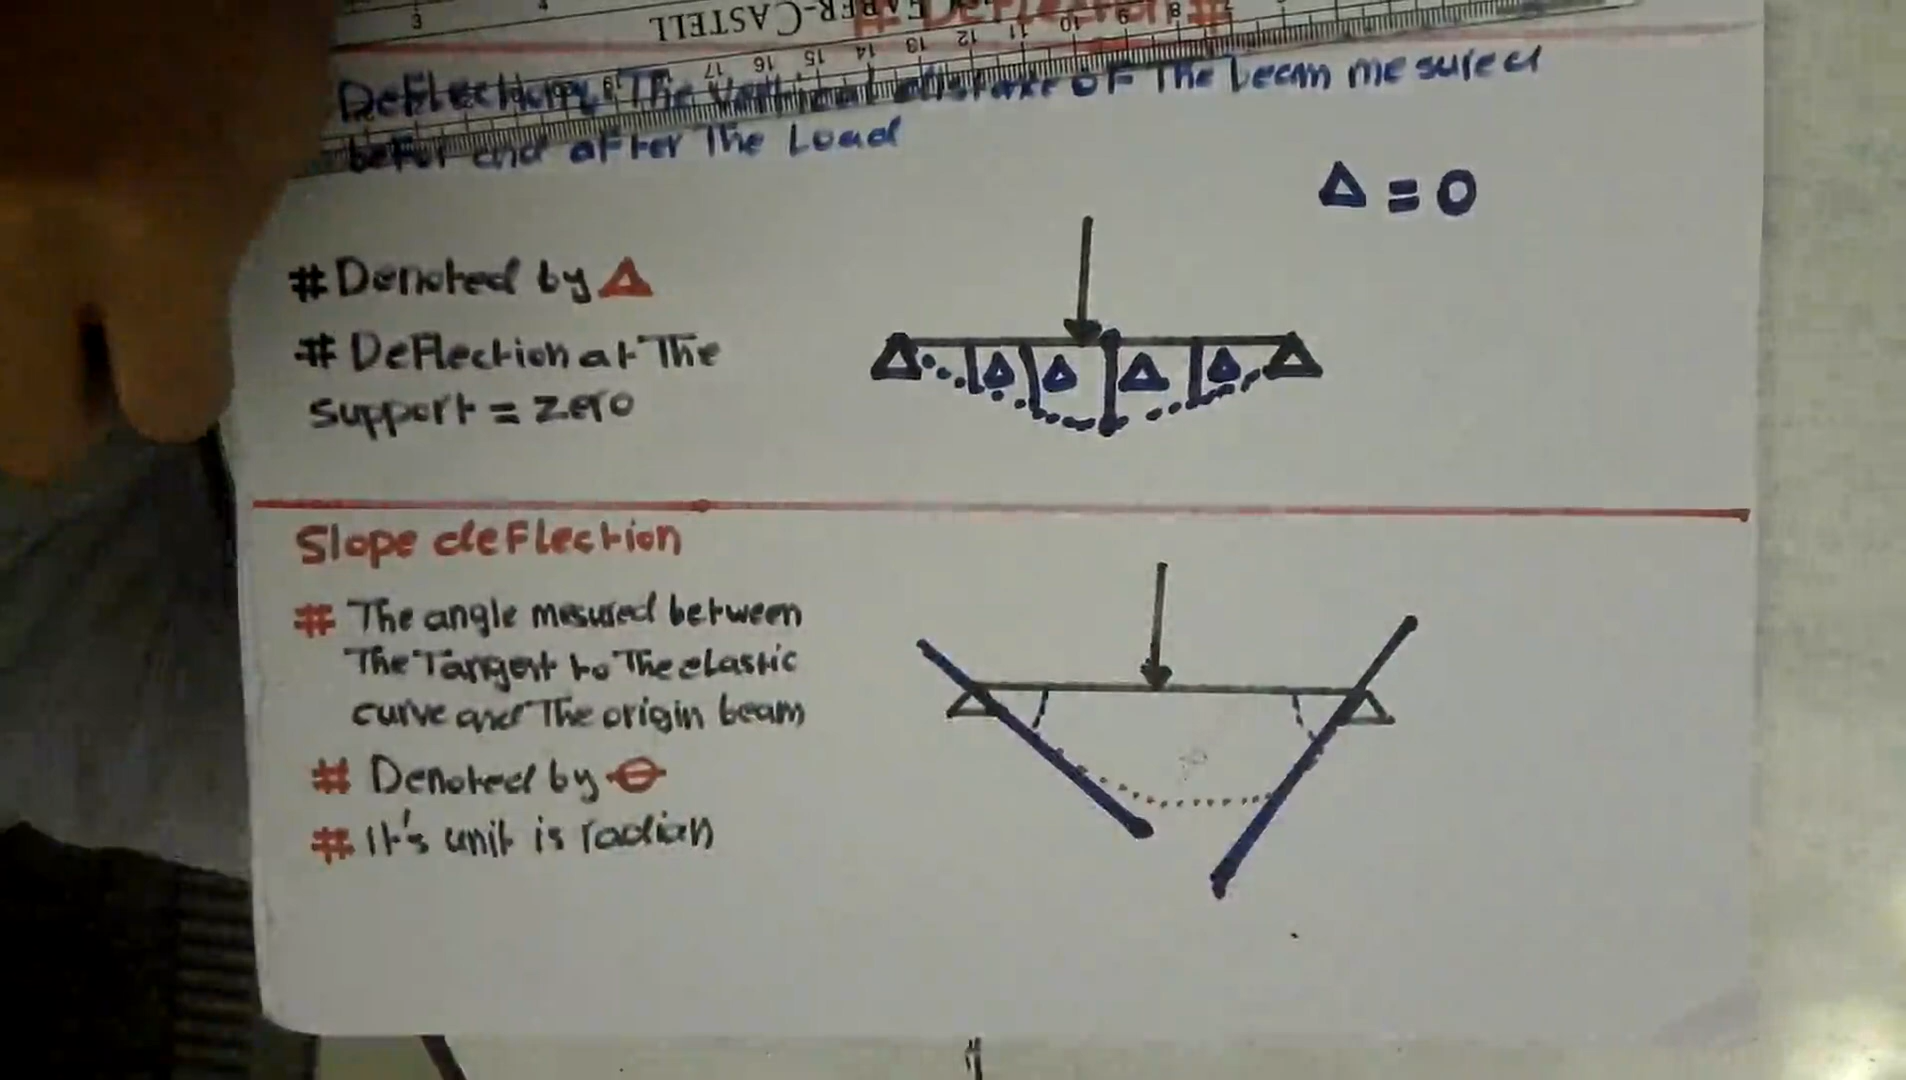 FABER-CASTELL
# Deflection #
Deflection: The vertical distance of The beam mesured
befor and after The Load
Δ = 0
# Denoted by Δ
# Deflection at The
support = zero
Δ Δ Δ Δ
Slope deflection
# The angle mesured between
The Tangent to The elastic
curve and The origin beam
# Denoted by θ
# It's unit is radian